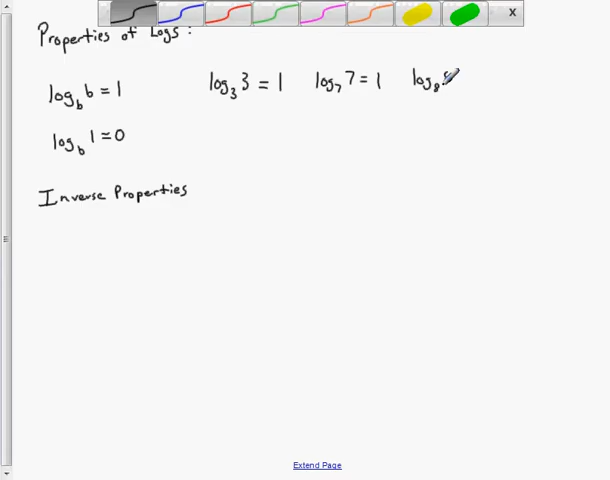 Properties of Logs :
log_b b = 1 log_3 3 = 1 log_7 7 = 1 log_8
log_b 1 = 0
Inverse Properties
Extend Page
X